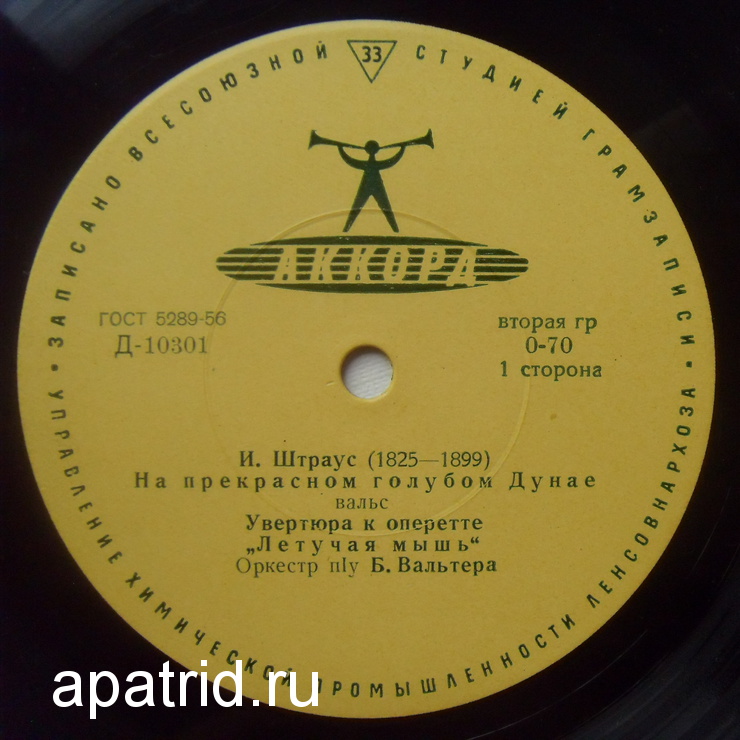 ЗАПИСАНО ВСЕСОЮЗНОЙ 33 СТУДИЕЙ ГРАМЗАПИСИ
АККОРД
ГОСТ 5289-56
Д-10301
вторая гр
0-70
1 сторона
И. Штраус (1825—1899)
На прекрасном голубом Дунае
вальс
Увертюра к оперетте
„Летучая мышь“
Оркестр п/у Б. Вальтера
• УПРАВЛЕНИЕ ХИМИЧЕСКОЙ ПРОМЫШЛЕННОСТИ ЛЕНСОВНАРХОЗА •
apatrid.ru